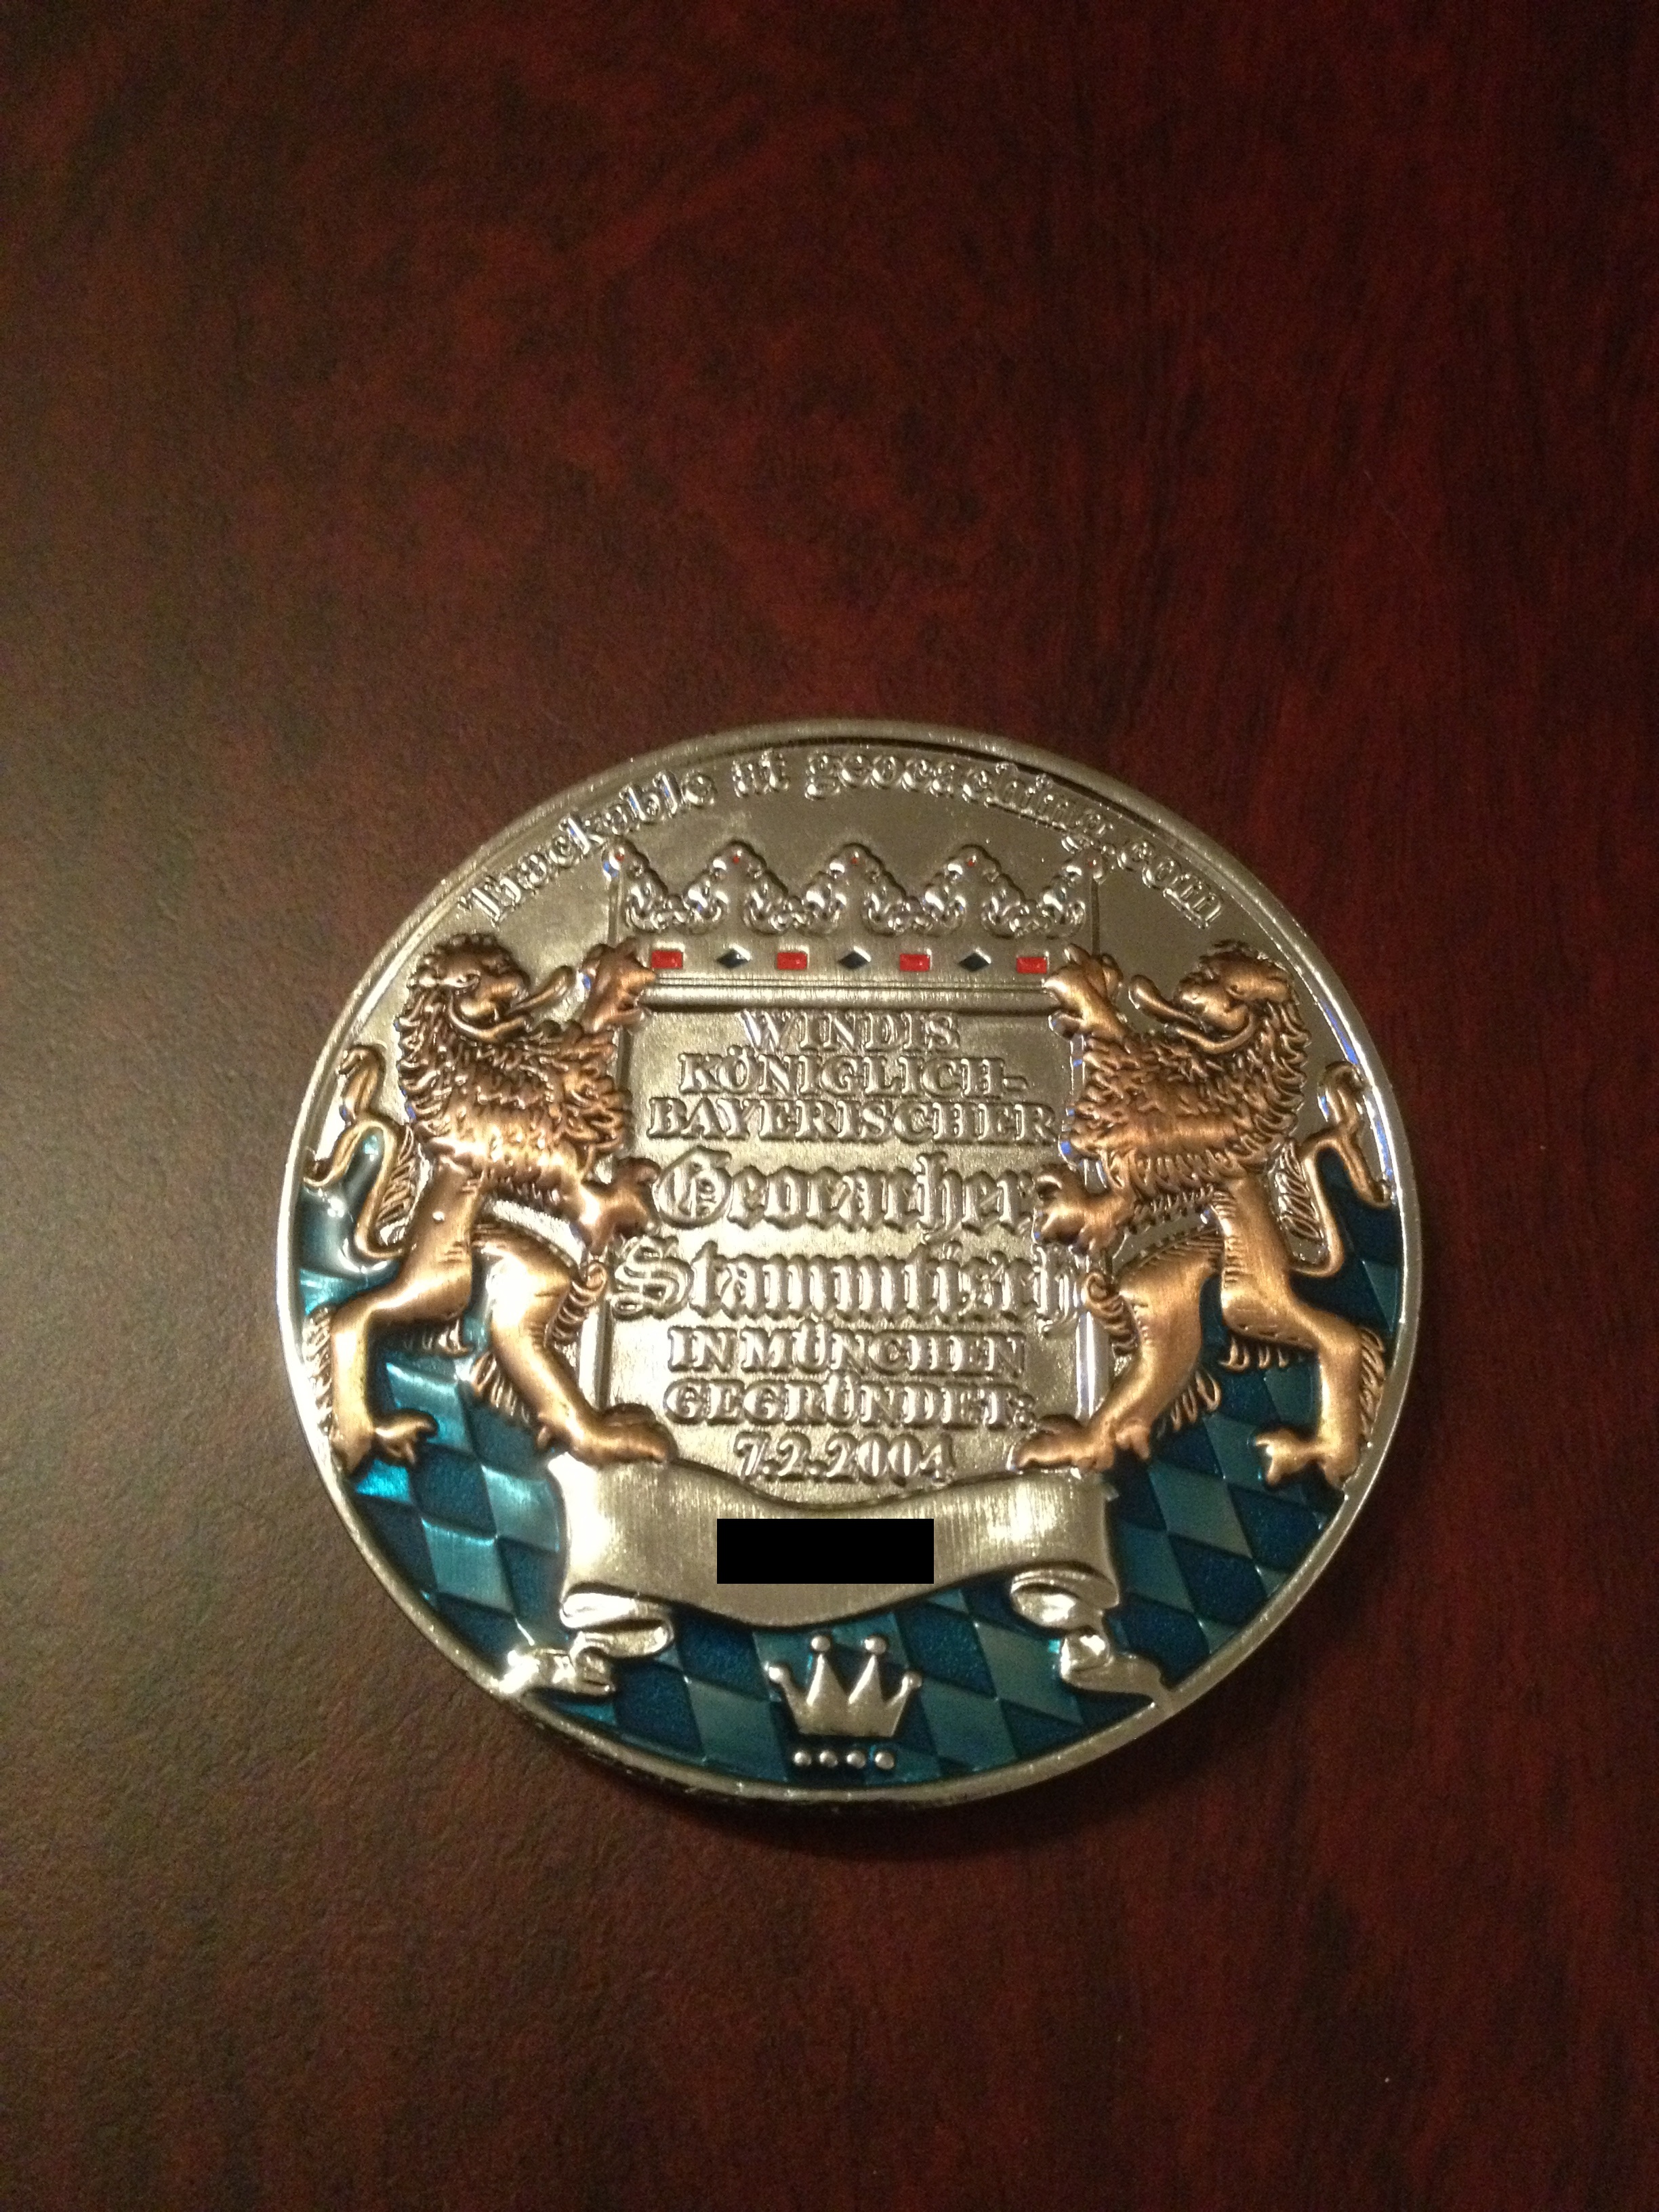 Trackable at geocaching.com
WINDIS
KÖNIGLICH-
BAYERISCHER
Geocacher
Stammtisch
IN MÜNCHEN
GEGRÜNDET:
7.2.2004